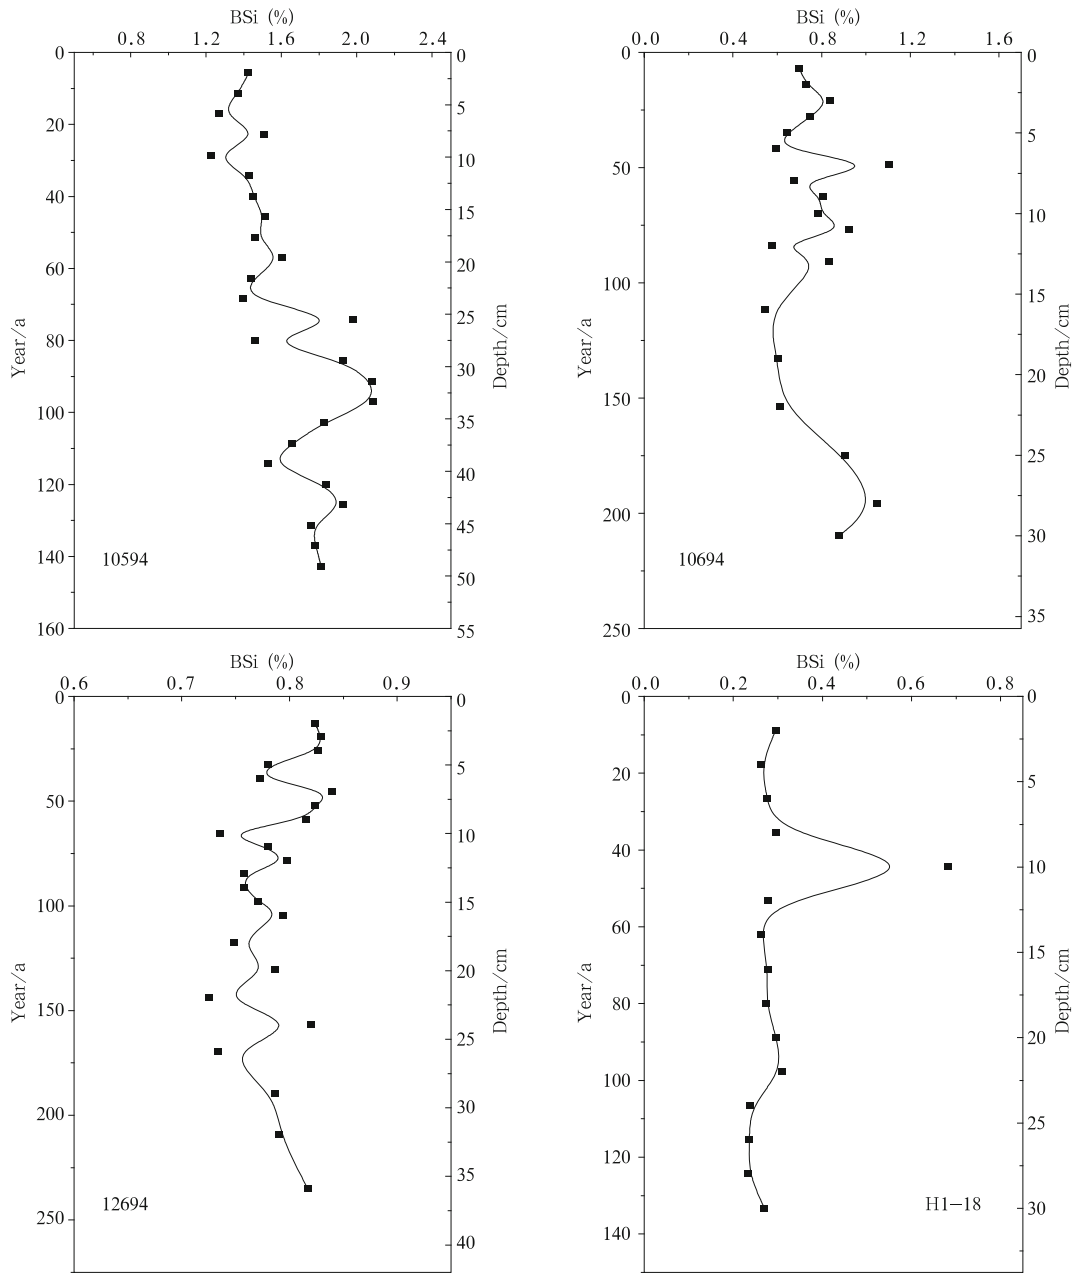 BSi (%)
0.8 1.2 1.6 2.0 2.4
0 20 40 60 80 100 120 140 160
Year/a
0 5 10 15 20 25 30 35 40 45 50 55
Depth/cm
10594
BSi (%)
0.0 0.4 0.8 1.2 1.6
0 50 100 150 200 250
Year/a
0 5 10 15 20 25 30 35
Depth/cm
10694
BSi (%)
0.6 0.7 0.8 0.9
0 50 100 150 200 250
Year/a
0 5 10 15 20 25 30 35 40
Depth/cm
12694
BSi (%)
0.0 0.2 0.4 0.6 0.8
0 20 40 60 80 100 120 140
Year/a
0 5 10 15 20 25 30
Depth/cm
H1−18